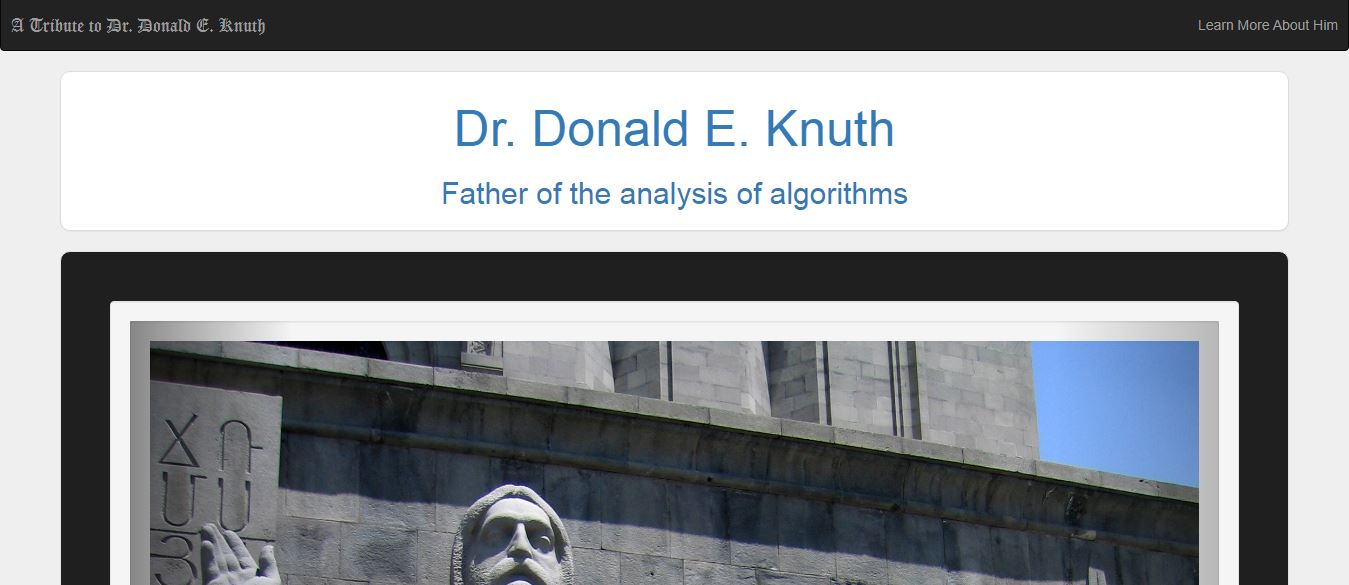 A Tribute to Dr. Donald E. Knuth
Learn More About Him
Dr. Donald E. Knuth
Father of the analysis of algorithms